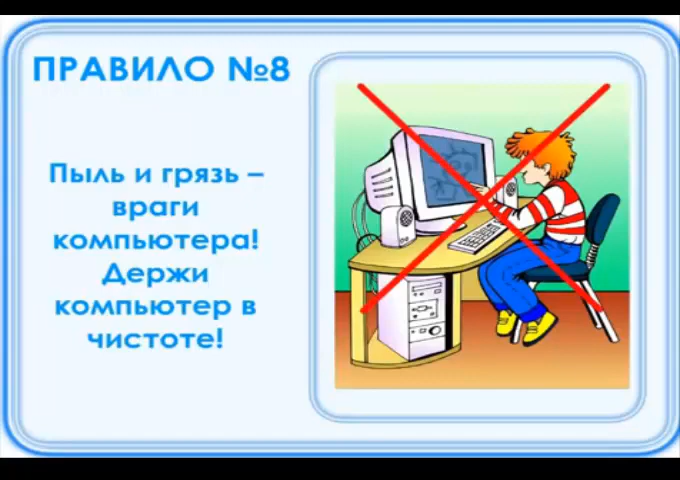 ПРАВИЛО №8
Пыль и грязь –
враги
компьютера!
Держи
компьютер в
чистоте!